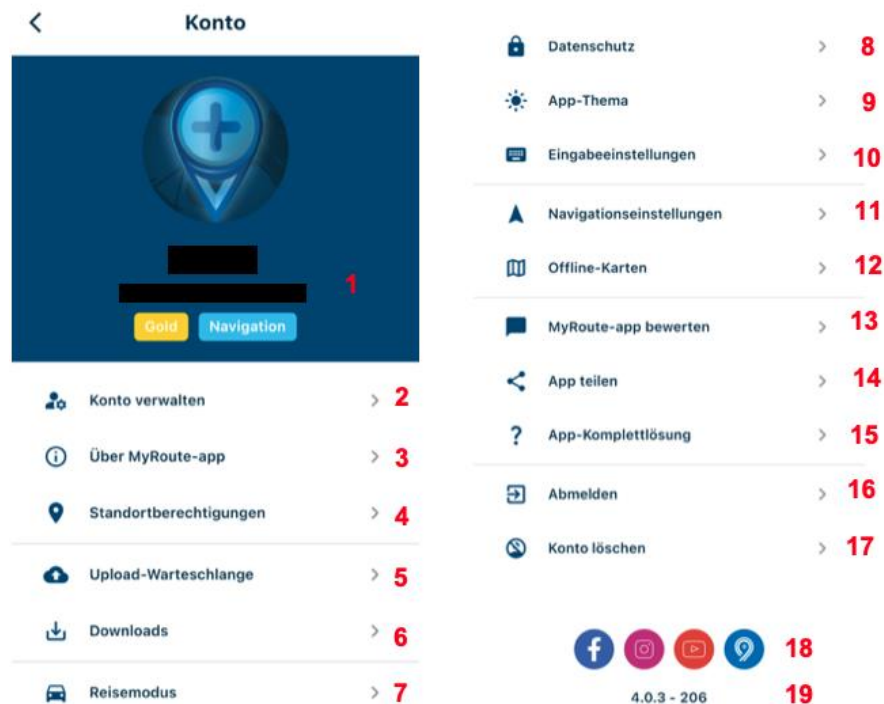 Konto
1
Gold Navigation
Konto verwalten 2
Über MyRoute-app 3
Standortberechtigungen 4
Upload-Warteschlange 5
Downloads 6
Reisemodus 7
Datenschutz 8
App-Thema 9
Eingabeeinstellungen 10
Navigationseinstellungen 11
Offline-Karten 12
MyRoute-app bewerten 13
App teilen 14
App-Komplettlösung 15
Abmelden 16
Konto löschen 17
18
4.0.3 - 206 19